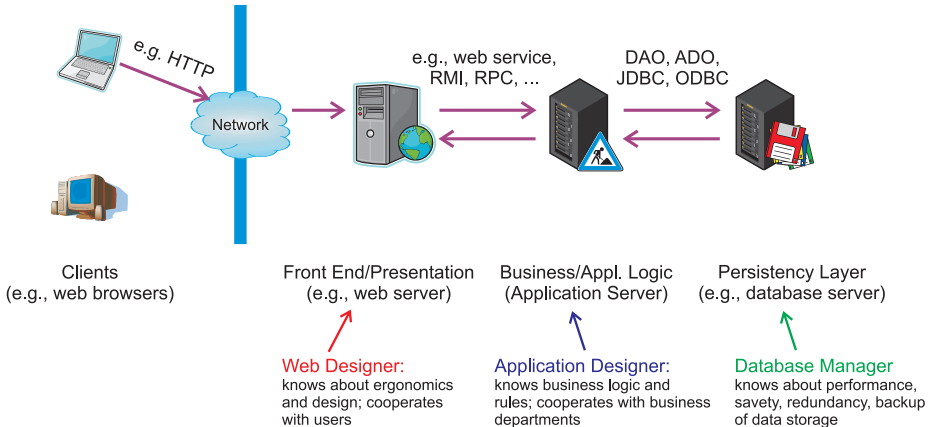 e.g. HTTP
Network
e.g., web service,
RMI, RPC, ...
DAO, ADO,
JDBC, ODBC
Clients
(e.g., web browsers)
Front End/Presentation
(e.g., web server)
Business/Appl. Logic
(Application Server)
Persistency Layer
(e.g., database server)
Web Designer:
knows about ergonomics
and design; cooperates
with users
Application Designer:
knows business logic and
rules; cooperates with business
departments
Database Manager
knows about performance,
savety, redundancy, backup
of data storage